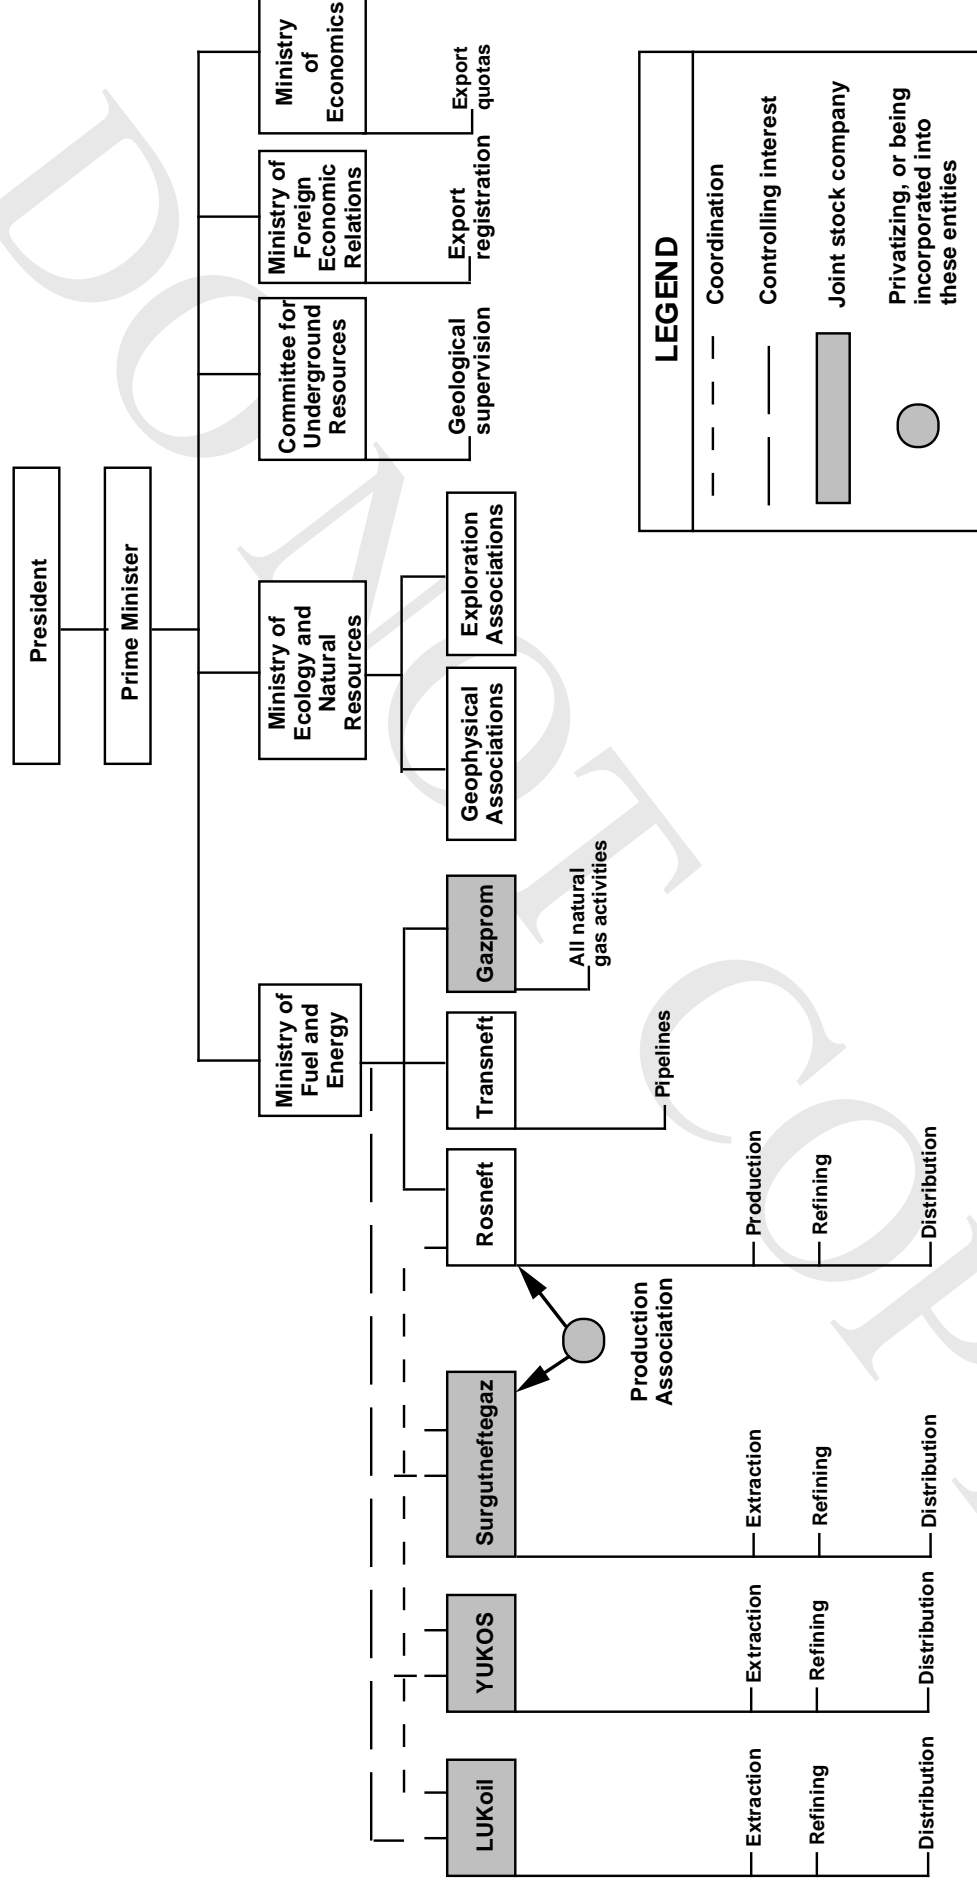 President
Prime Minister
Ministry of
Fuel and
Energy
Ministry of
Ecology and
Natural
Resources
Committee for
Underground
Resources
Ministry of
Foreign
Economic
Relations
Ministry
of
Economics
Geological
supervision
Export
registration
Export
quotas
LUKoil
YUKOS
Surgutneftegaz
Rosneft
Transneft
Gazprom
Geophysical
Associations
Exploration
Associations
All natural
gas activities
Pipelines
Production
Association
Extraction
Refining
Distribution
Extraction
Refining
Distribution
Extraction
Refining
Distribution
Production
Refining
Distribution
LEGEND
Coordination
Controlling interest
Joint stock company
Privatizing, or being
incorporated into
these entities
DO NOT COP